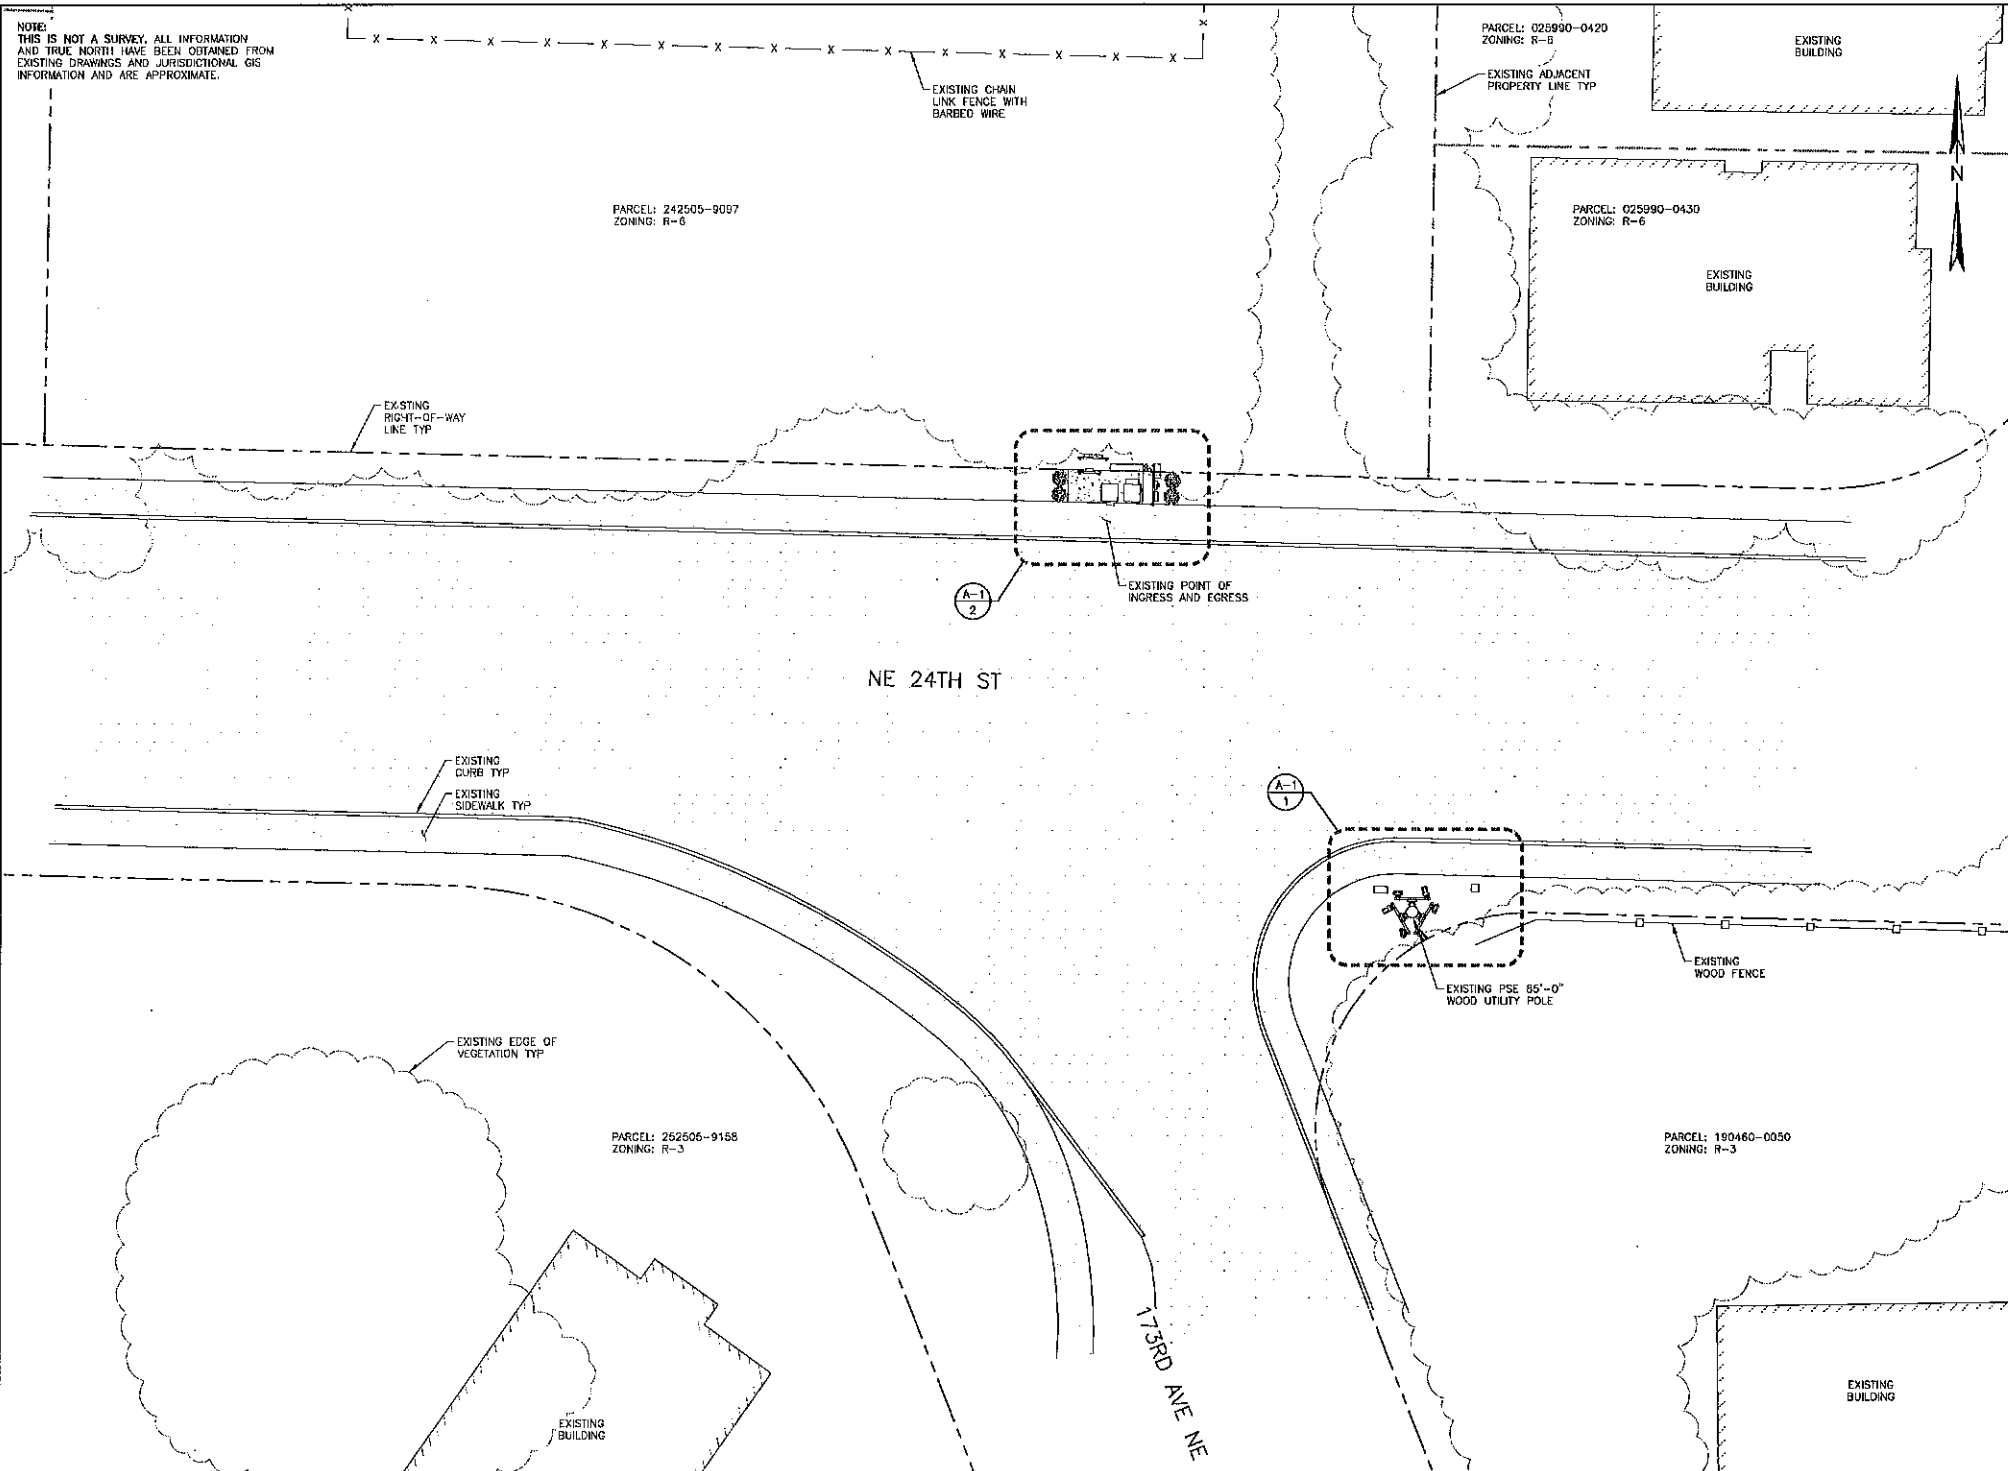 NOTE:
THIS IS NOT A SURVEY. ALL INFORMATION
AND TRUE NORTH HAVE BEEN OBTAINED FROM
EXISTING DRAWINGS AND JURISDICTIONAL GIS
INFORMATION AND ARE APPROXIMATE.
EXISTING CHAIN
LINK FENCE WITH
BARBED WIRE
PARCEL: 025990-0420
ZONING: R-6
EXISTING
BUILDING
EXISTING ADJACENT
PROPERTY LINE TYP
N
PARCEL: 242505-9097
ZONING: R-6
PARCEL: 025990-0430
ZONING: R-6
EXISTING
BUILDING
EXISTING
RIGHT-OF-WAY
LINE TYP
A-1
2
EXISTING POINT OF
INGRESS AND EGRESS
NE 24TH ST
EXISTING
CURB TYP
EXISTING
SIDEWALK TYP
A-1
1
EXISTING
WOOD FENCE
EXISTING PSE 85'-0"
WOOD UTILITY POLE
EXISTING EDGE OF
VEGETATION TYP
PARCEL: 252505-9158
ZONING: R-3
PARCEL: 190460-0050
ZONING: R-3
173RD AVE NE
EXISTING
BUILDING
EXISTING
BUILDING